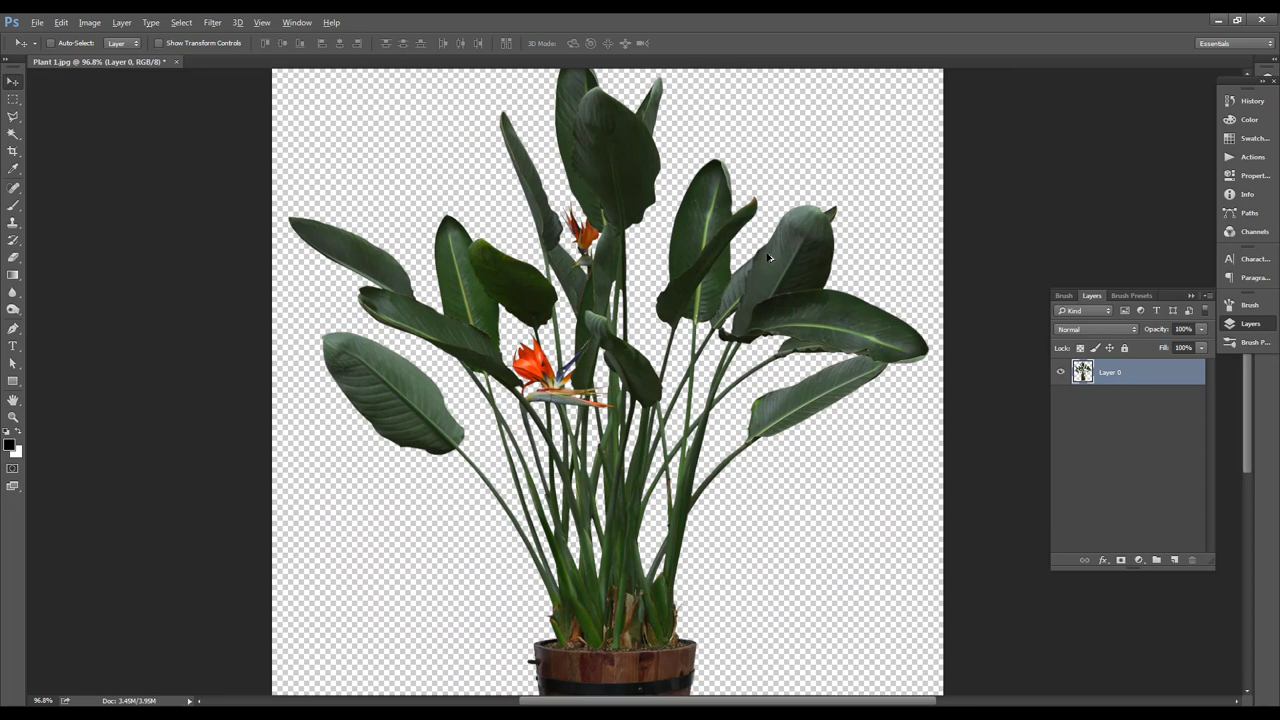 Ps File Edit Image Layer Type Select Filter 3D View Window Help
Auto-Select: Layer Show Transform Controls 3D Mode: Essentials
Plant 1.jpg @ 96.8% (Layer 0, RGB/8) * ×
History
Color
Swatch...
Actions
Propert...
Info
Paths
Channels
Charact...
Paragra...
Brush
Layers
Brush P...
Brush Layers Brush Presets
Kind
Normal Opacity: 100%
Lock: Fill: 100%
Layer 0
96.8% Doc: 3.45M/3.95M